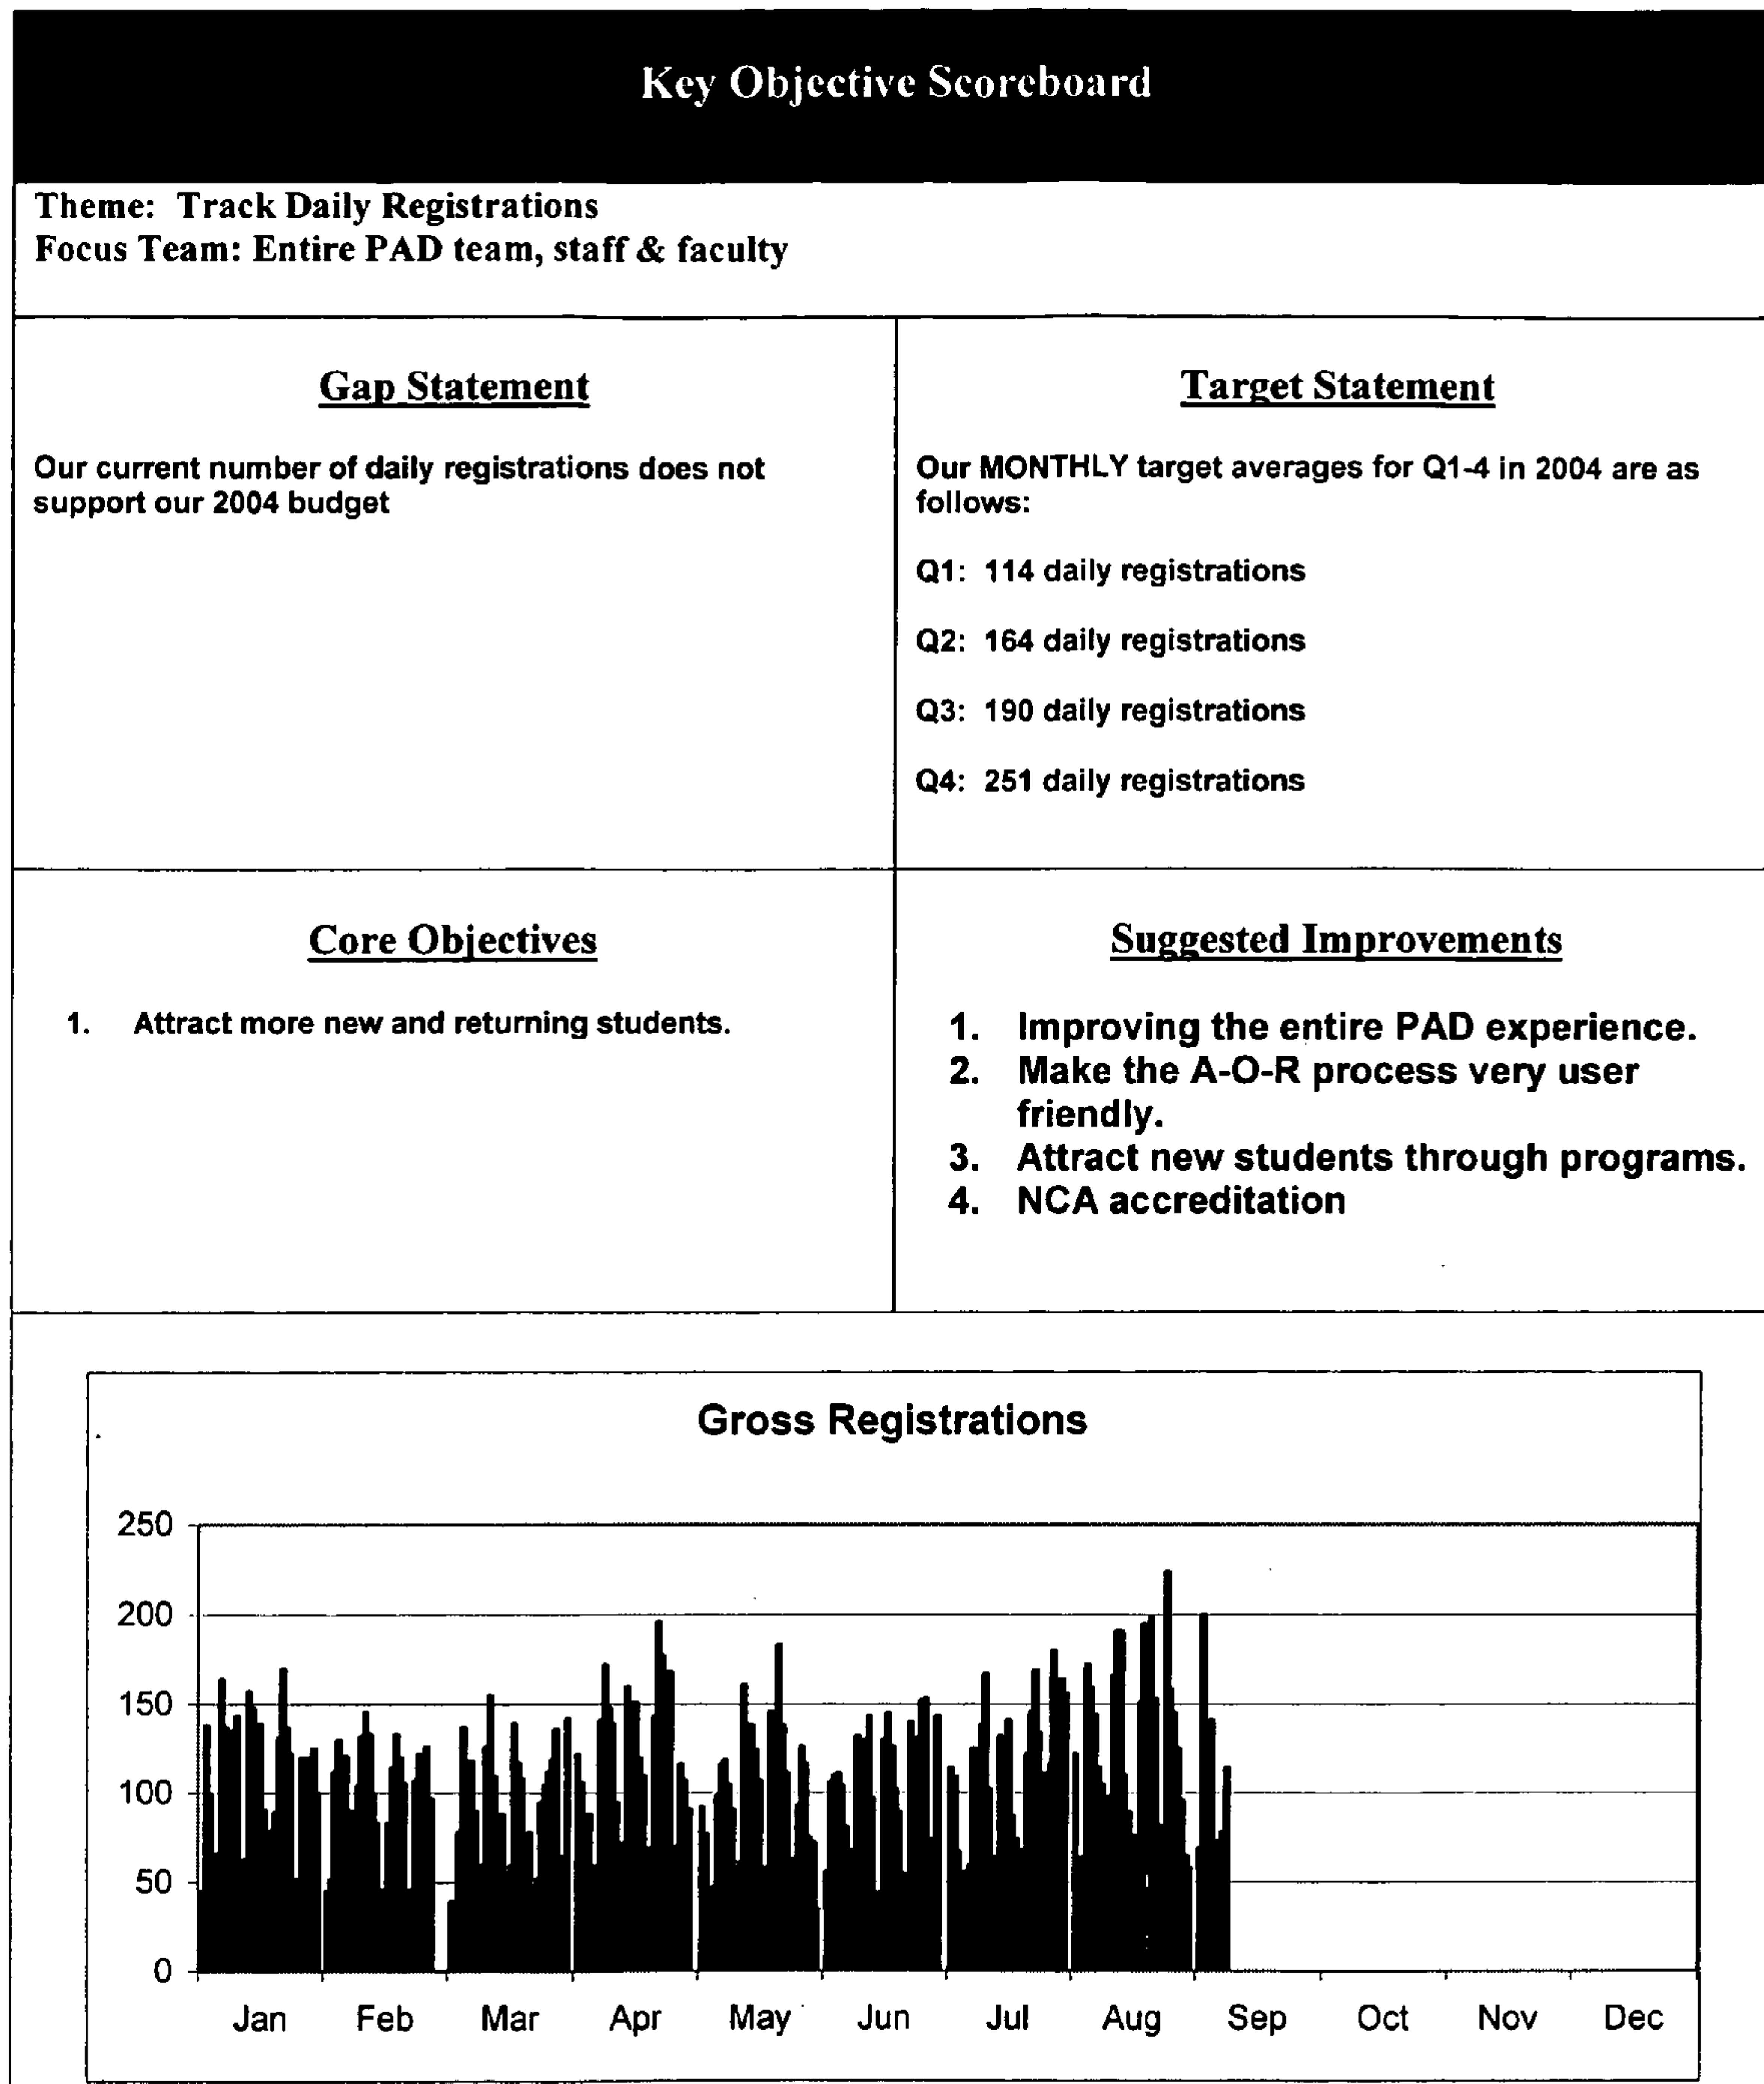 Key Objective Scoreboard
Theme: Track Daily Registrations
Focus Team: Entire PAD team, staff & faculty
Gap Statement
Our current number of daily registrations does not
support our 2004 budget
Target Statement
Our MONTHLY target averages for Q1-4 in 2004 are as
follows:
Q1: 114 daily registrations
Q2: 164 daily registrations
Q3: 190 daily registrations
Q4: 251 daily registrations
Core Objectives
1. Attract more new and returning students.
Suggested Improvements
1. Improving the entire PAD experience.
2. Make the A-O-R process very user
friendly.
3. Attract new students through programs.
4. NCA accreditation
Gross Registrations
250
200
150
100
50
0
Jan Feb Mar Apr May Jun Jul Aug Sep Oct Nov Dec